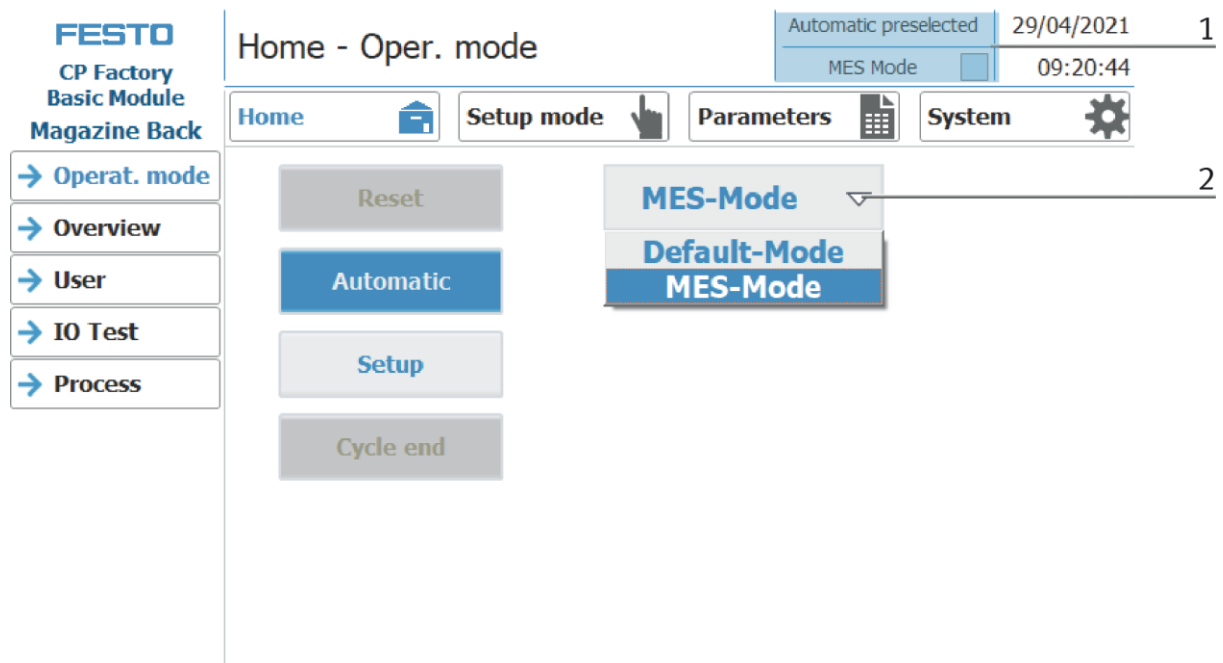 FESTO
CP Factory
Basic Module
Magazine Back
Home - Oper. mode
Automatic preselected
MES Mode
29/04/2021
09:20:44
1
Home
Setup mode
Parameters
System
Operat. mode
Overview
User
IO Test
Process
Reset
Automatic
Setup
Cycle end
MES-Mode
2
Default-Mode
MES-Mode